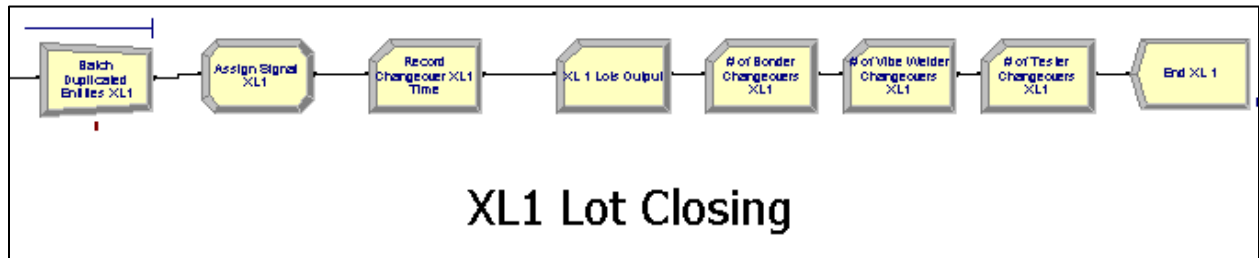 Batch
Duplicated
Entities XL1
Assign Signal
XL1
Record
Changeover XL1
Time
XL 1 Lots Output
# of Bonder
Changeovers
XL1
# of Vibe Welder
Changeovers
XL1
# of Tester
Changeovers
XL1
End XL 1
XL1 Lot Closing